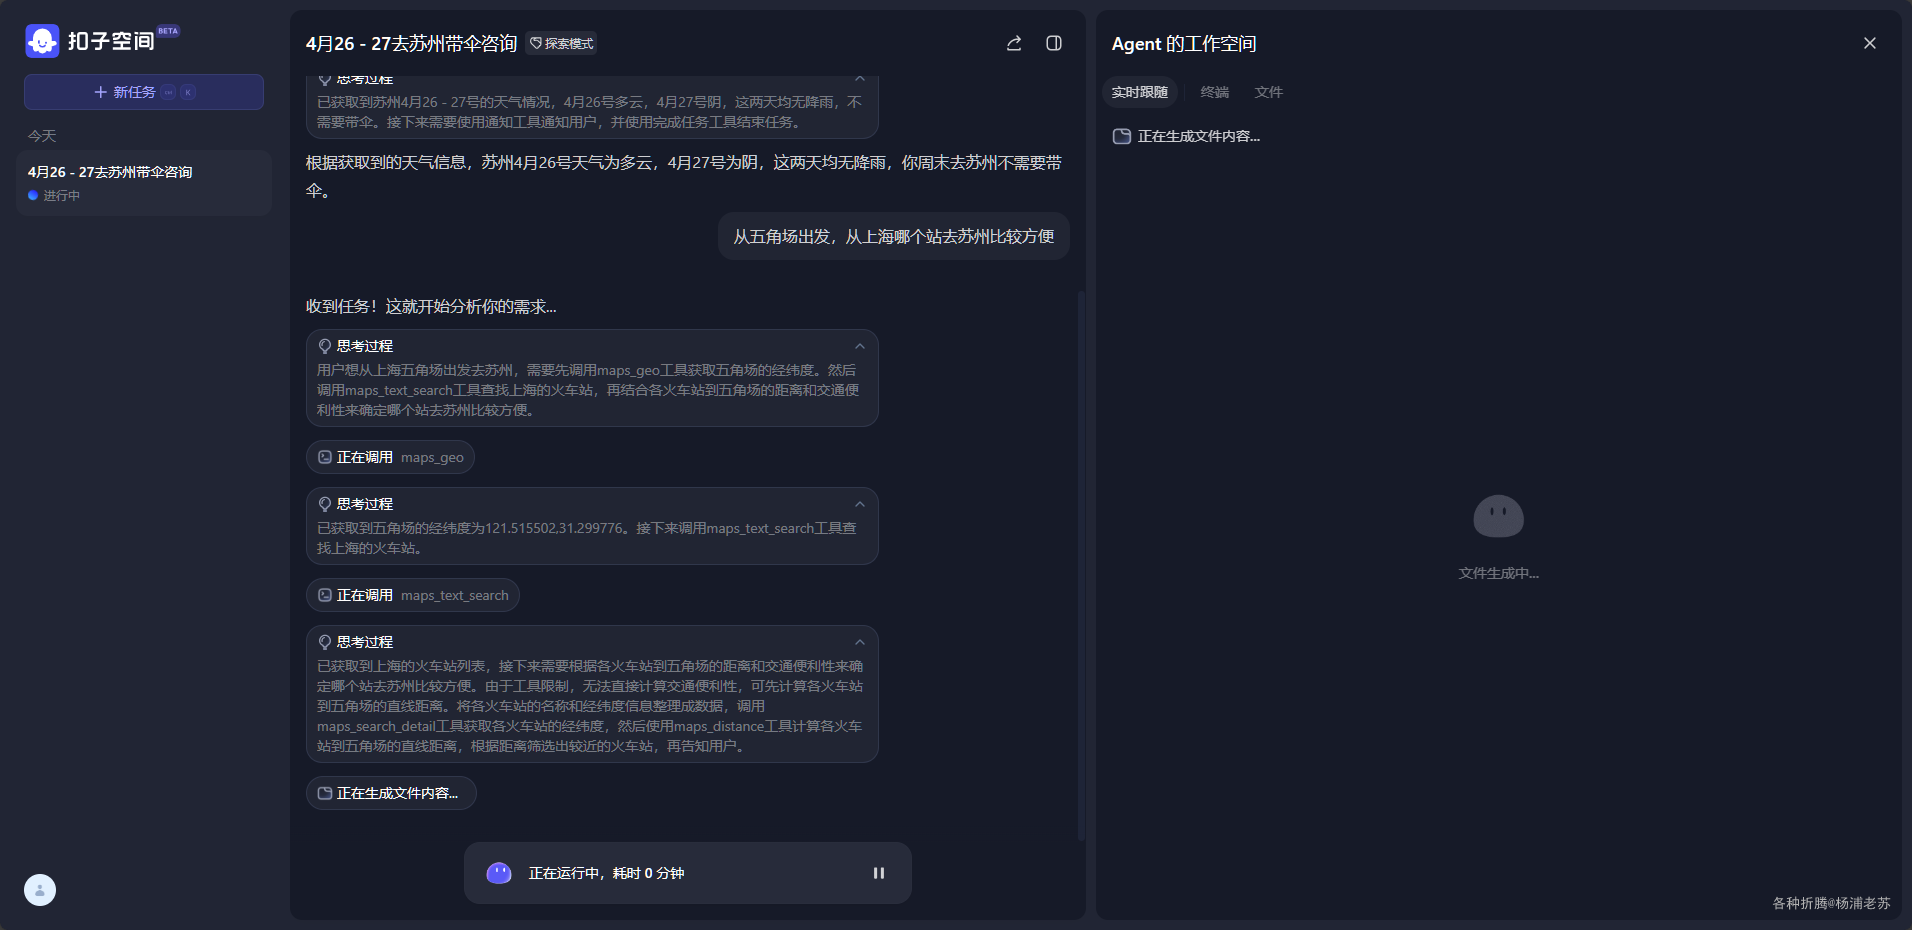 扣子空间 BETA
+ 新任务 K
今天
4月26 - 27去苏州带伞咨询
进行中
4月26 - 27去苏州带伞咨询 探索模式
思考过程
已获取到苏州4月26 - 27号的天气情况，4月26号多云，4月27号阴，这两天均无降雨，不
需要带伞。接下来需要使用通知工具通知用户，并使用完成任务工具结束任务。
根据获取到的天气信息，苏州4月26号天气为多云，4月27号为阴，这两天均无降雨，你周末去苏州不需要带
伞。
从五角场出发，从上海哪个站去苏州比较方便
收到任务！这就开始分析你的需求...
思考过程
用户想从上海五角场出发去苏州，需要先调用maps_geo工具获取五角场的经纬度。然后
调用maps_text_search工具查找上海的火车站，再结合各火车站到五角场的距离和交通便
利性来确定哪个站去苏州比较方便。
正在调用 maps_geo
思考过程
已获取到五角场的经纬度为121.515502,31.299776。接下来调用maps_text_search工具查
找上海的火车站。
正在调用 maps_text_search
思考过程
已获取到上海的火车站列表，接下来需要根据各火车站到五角场的距离和交通便利性来确
定哪个站去苏州比较方便。由于工具限制，无法直接计算交通便利性，可先计算各火车站
到五角场的直线距离。将各火车站的名称和经纬度信息整理成数据，调用
maps_search_detail工具获取各火车站的经纬度，然后使用maps_distance工具计算各火车
站到五角场的直线距离，根据距离筛选出较近的火车站，再告知用户。
正在生成文件内容...
正在运行中，耗时 0 分钟
Agent 的工作空间
实时跟随 终端 文件
正在生成文件内容...
文件生成中...
各种折腾@杨浦老苏